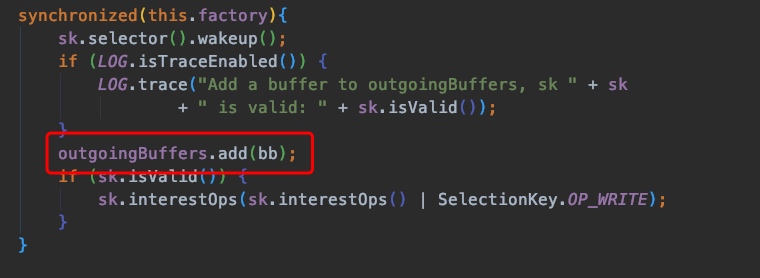 synchronized(this.factory){
sk.selector().wakeup();
if (LOG.isTraceEnabled()) {
LOG.trace("Add a buffer to outgoingBuffers, sk " + sk
+ " is valid: " + sk.isValid());
}
outgoingBuffers.add(bb);
if (sk.isValid()) {
sk.interestOps(sk.interestOps() | SelectionKey.OP_WRITE);
}
}